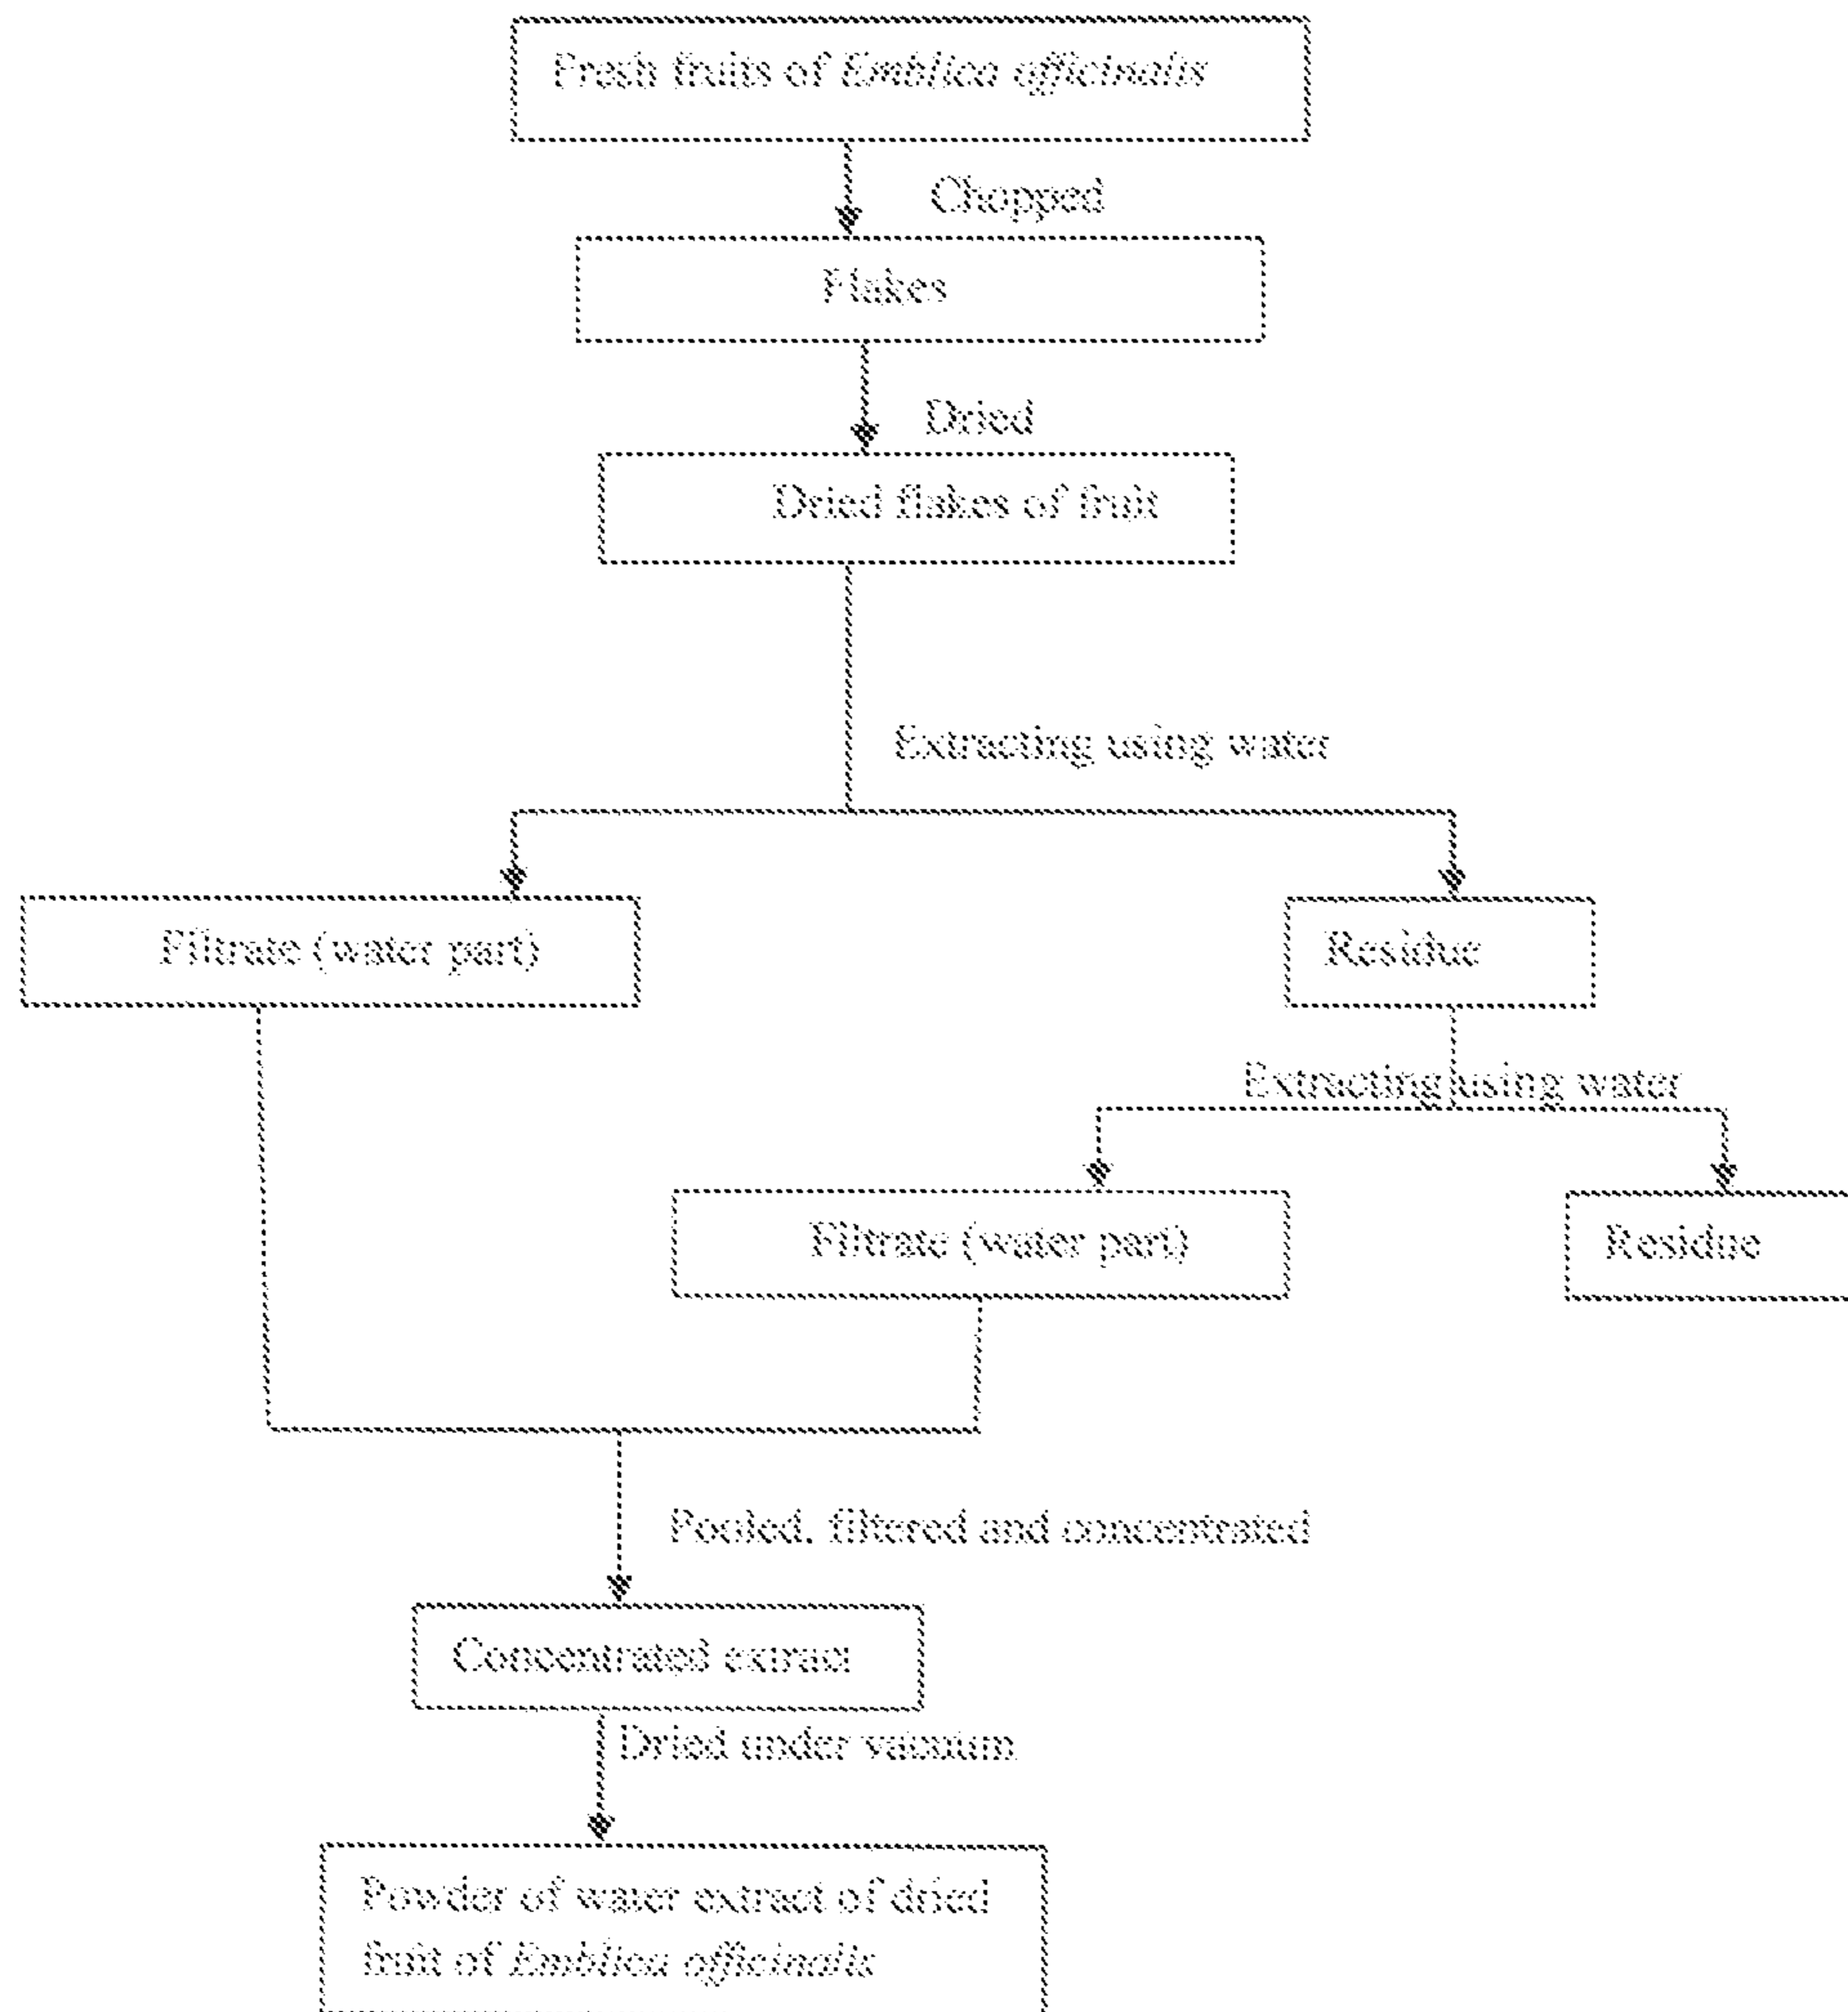 Fresh fruits of Emblica officinalis
Chopped
Flakes
Dried
Dried flakes of fruit
Extracting using water
Filtrate (water part)
Residue
Extracting using water
Filtrate (water part)
Residue
Pooled, filtered and concentrated
Concentrated extract
Dried under vacuum
Powder of water extract of dried
fruit of Emblica officinalis